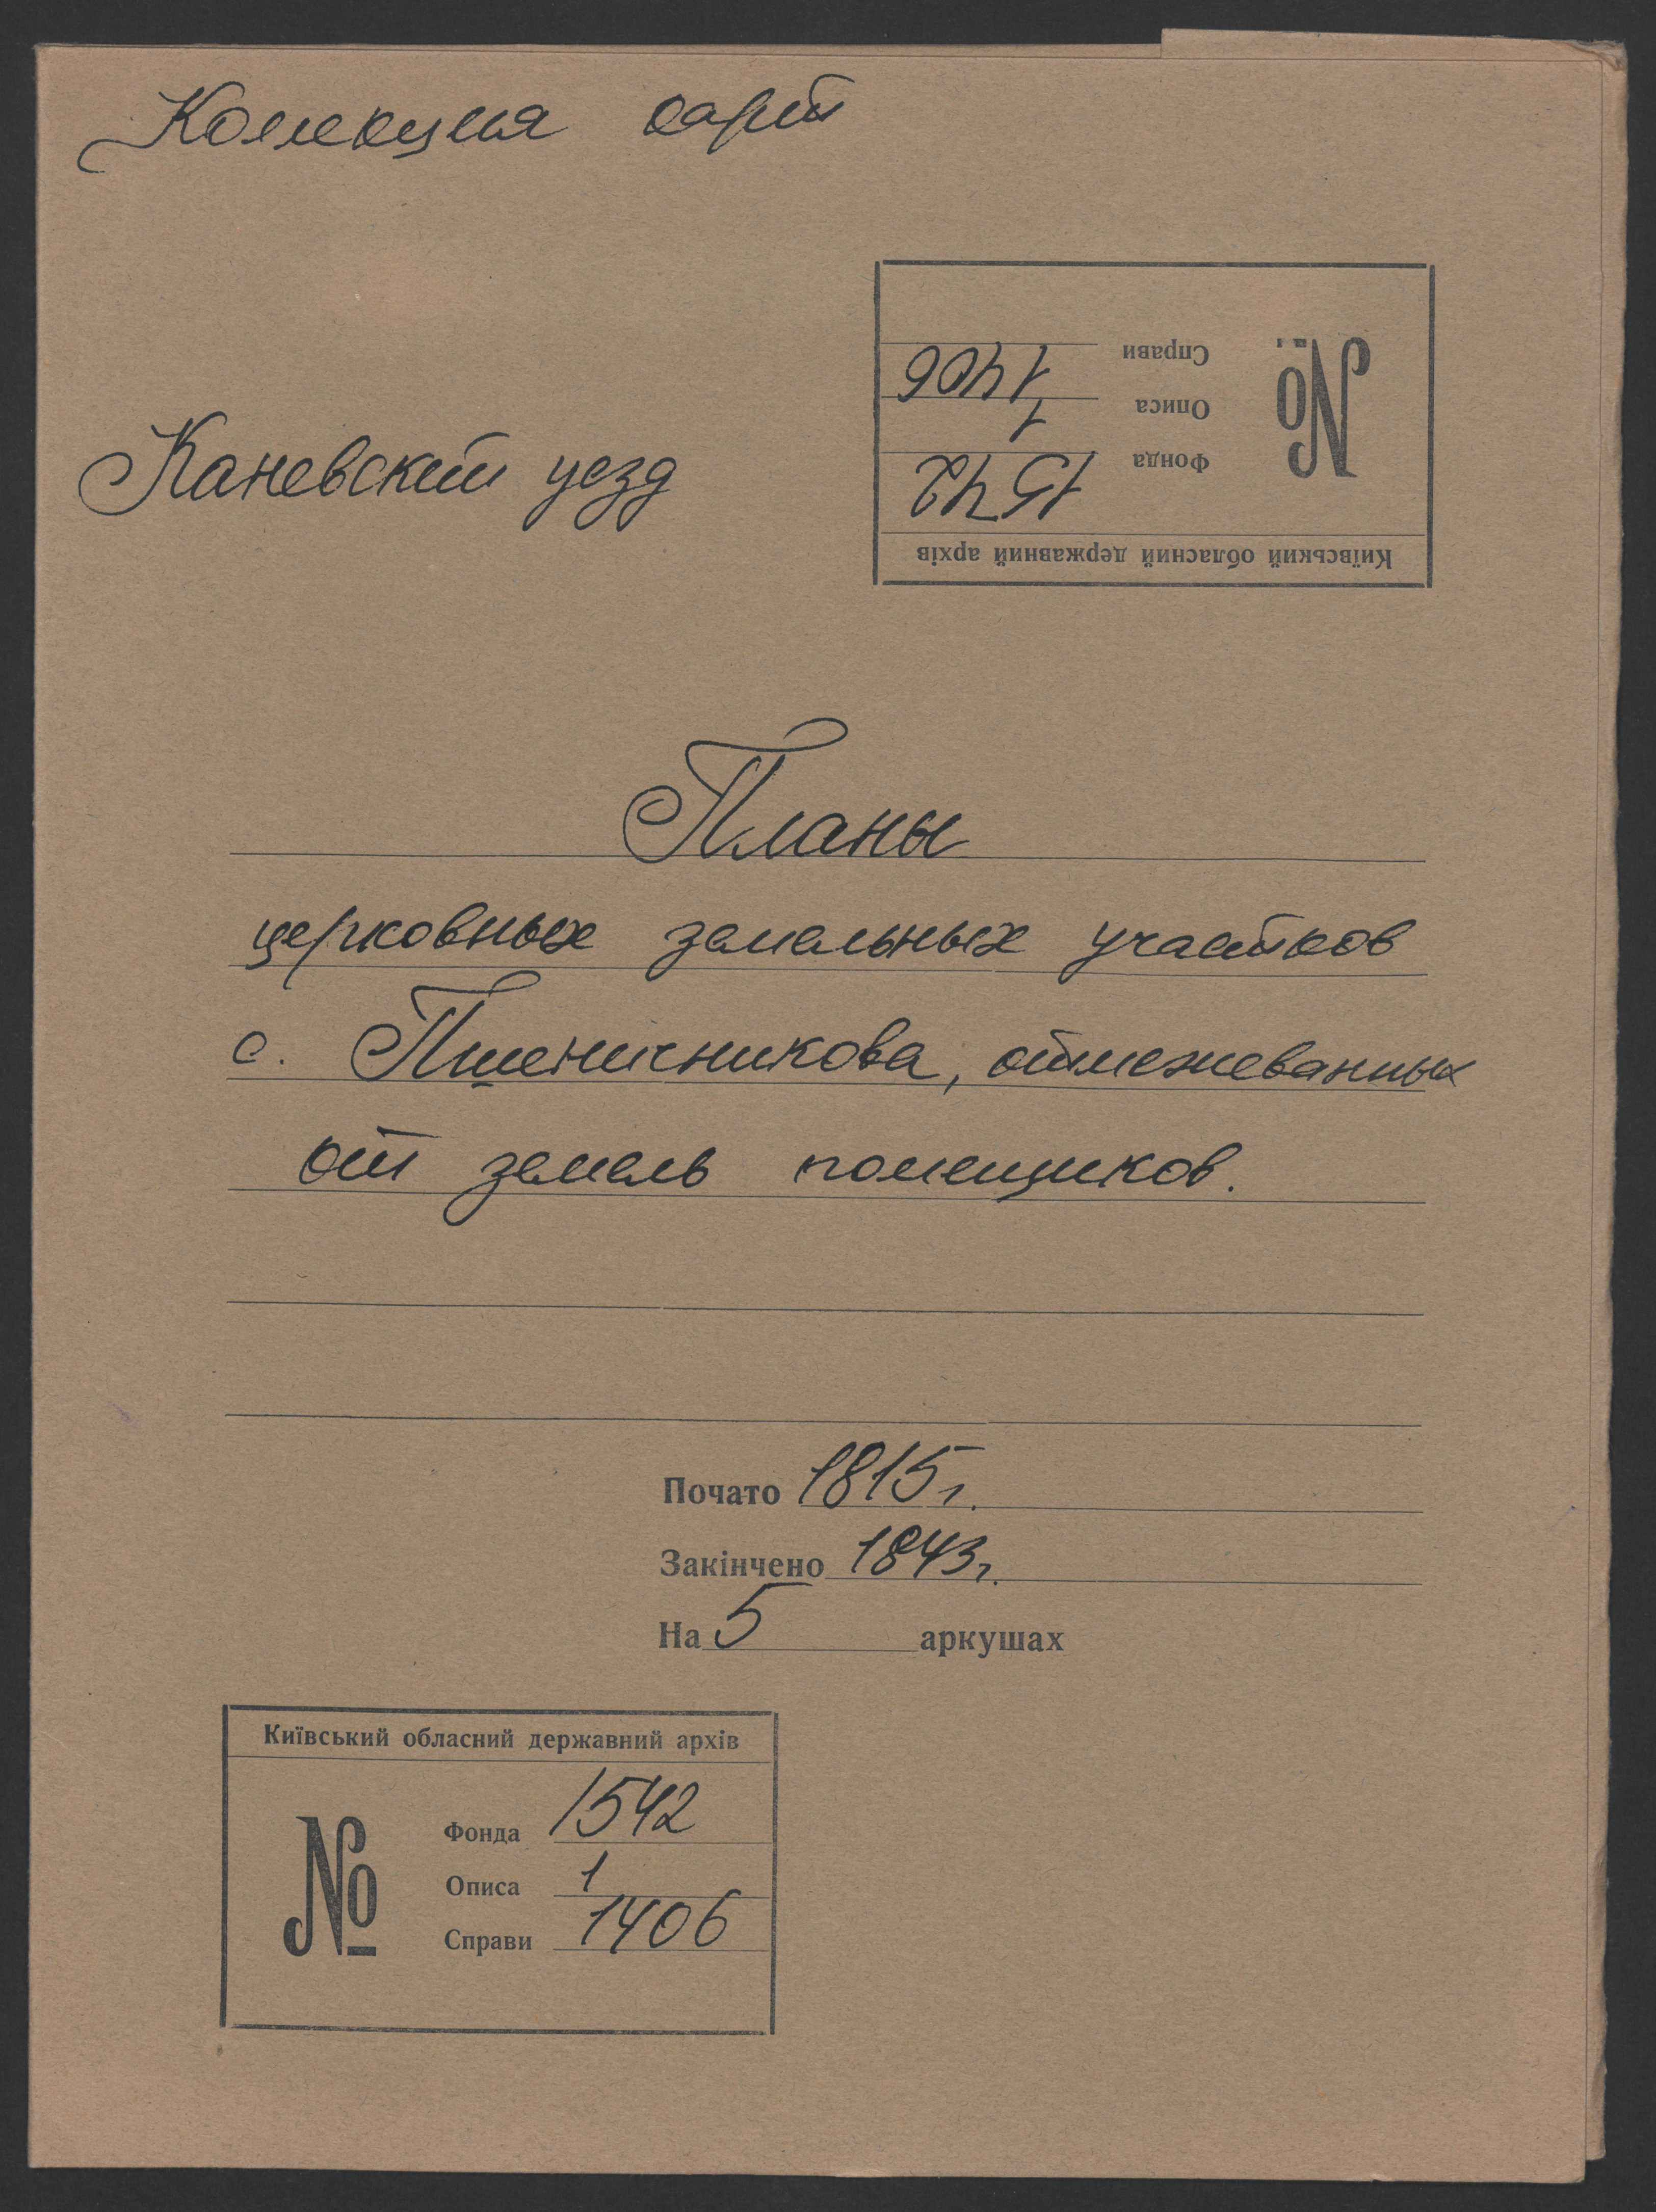 Коллекция карт
Київський обласний державний архів
№
Фонда 1542
Описа 1
Справи 1406
Каневский уезд
Планы
церковных земельных участков
с. Пшеничникова, отмежеванных
от земель помещиков.
Почато 1815 г.
Закінчено 1843 г.
На 5 аркушах
Київський обласний державний архів
№
Фонда 1542
Описа 1
Справи 1406